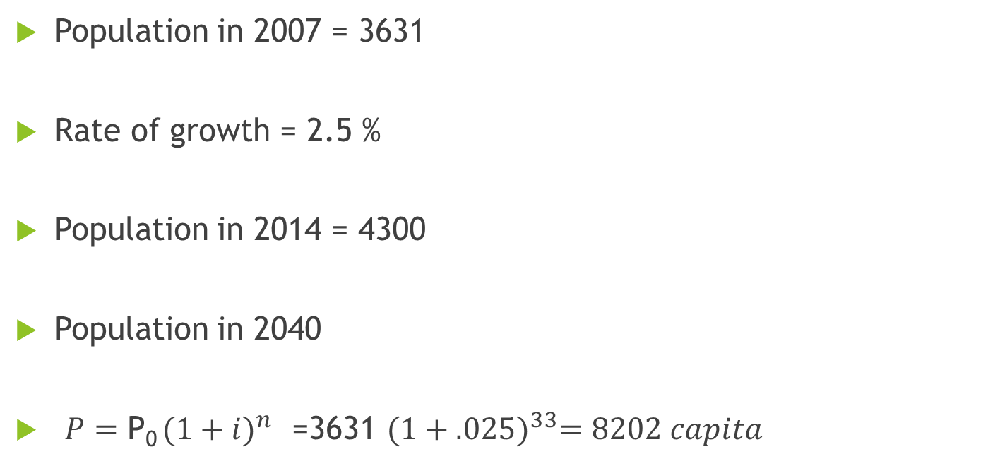 Population in 2007 = 3631
Rate of growth = 2.5 %
Population in 2014 = 4300
Population in 2040
P = P₀ (1 + i)ⁿ =3631 (1 + .025)³³= 8202 capita